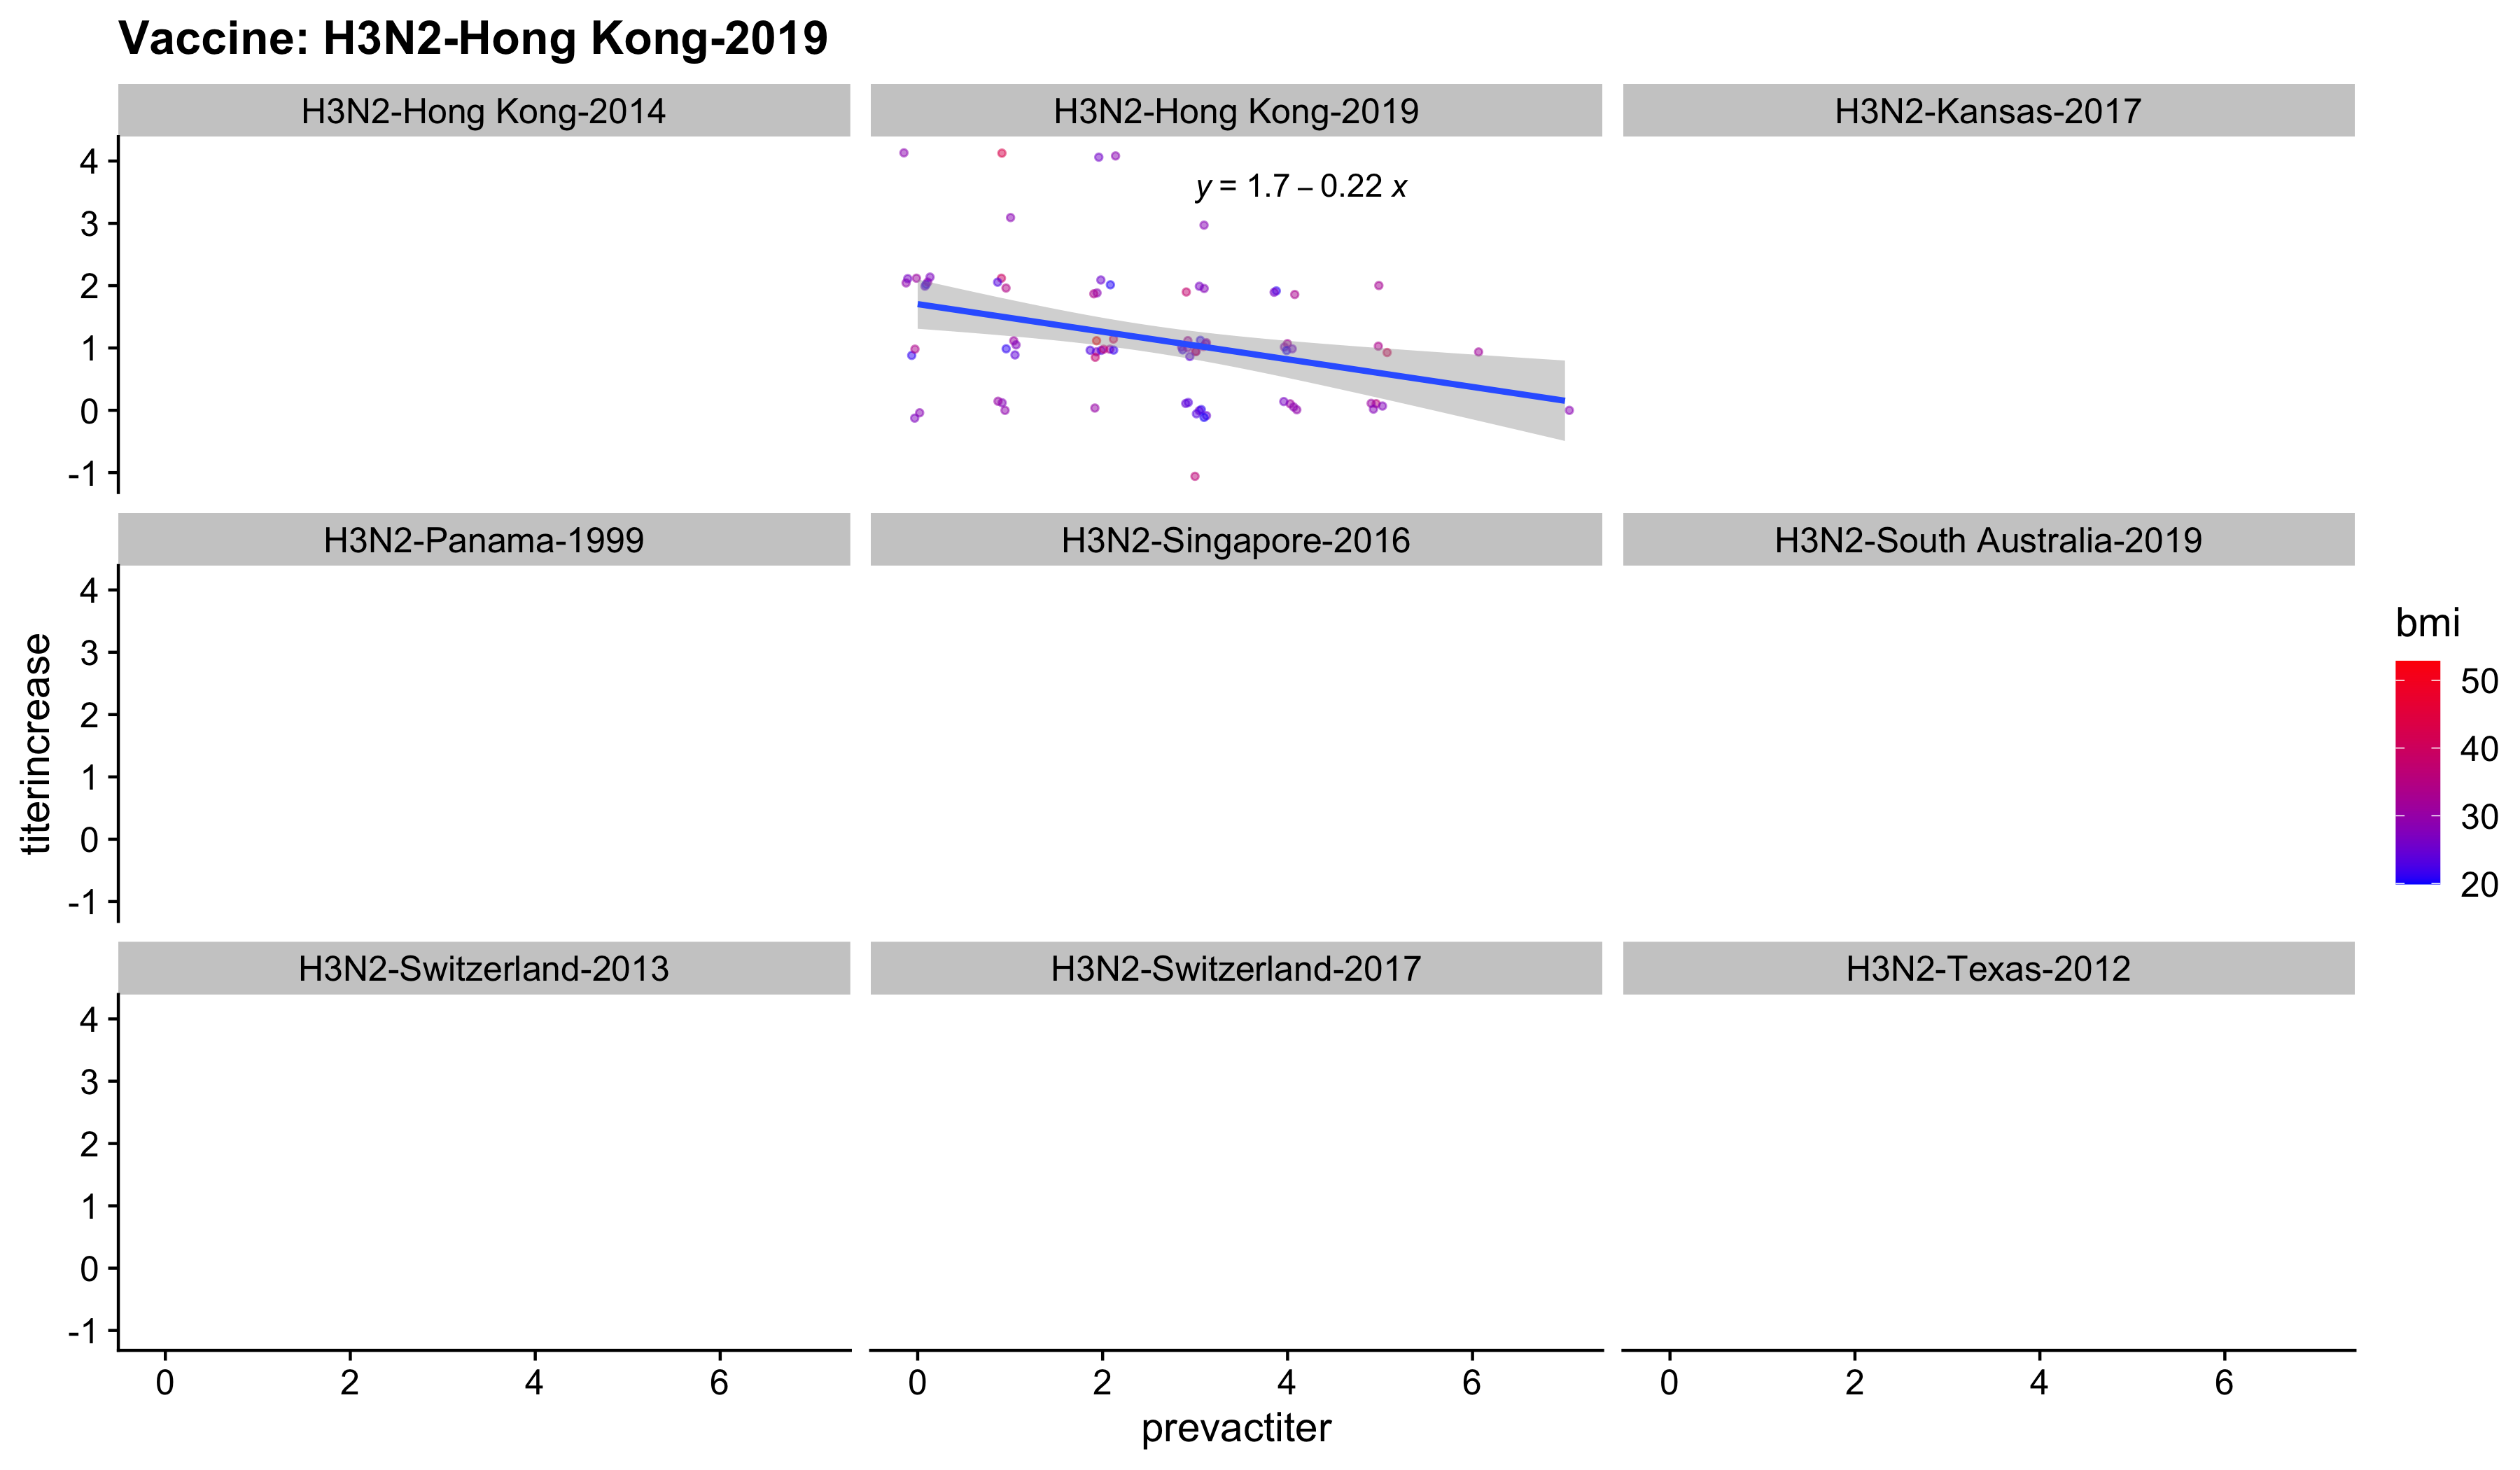 Vaccine: H3N2-Hong Kong-2019
H3N2-Hong Kong-2014
H3N2-Hong Kong-2019
H3N2-Kansas-2017
4
3
2
1
0
-1
y = 1.7 – 0.22 x
H3N2-Panama-1999
H3N2-Singapore-2016
H3N2-South Australia-2019
4
3
2
1
0
-1
titerincrease
H3N2-Switzerland-2013
H3N2-Switzerland-2017
H3N2-Texas-2012
4
3
2
1
0
-1
0 2 4 6
0 2 4 6
0 2 4 6
prevactiter
bmi
50
40
30
20